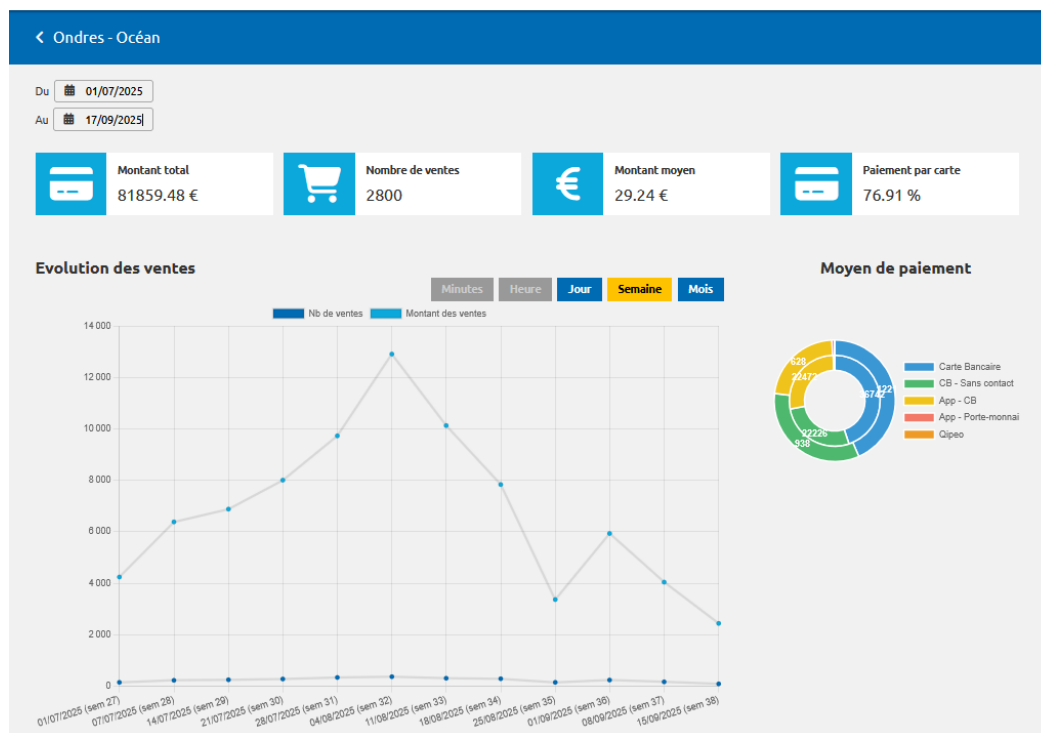 Ondres - Océan
Du 01/07/2025
Au 17/09/2025
Montant total
81859.48 €
Nombre de ventes
2800
Montant moyen
29.24 €
Paiement par carte
76.91 %
Evolution des ventes
Moyen de paiement
Minutes Heure Jour Semaine Mois
Nb de ventes Montant des ventes
14 000
12 000
10 000
8 000
6 000
4 000
2 000
0
01/07/2025 (sem 27)
07/07/2025 (sem 28)
14/07/2025 (sem 29)
21/07/2025 (sem 30)
28/07/2025 (sem 31)
04/08/2025 (sem 32)
11/08/2025 (sem 33)
18/08/2025 (sem 34)
25/08/2025 (sem 35)
01/09/2025 (sem 36)
08/09/2025 (sem 37)
15/09/2025 (sem 38)
628
22226
938
Carte Bancaire
CB - Sans contact
App - CB
App - Porte-monnai
Qipeo